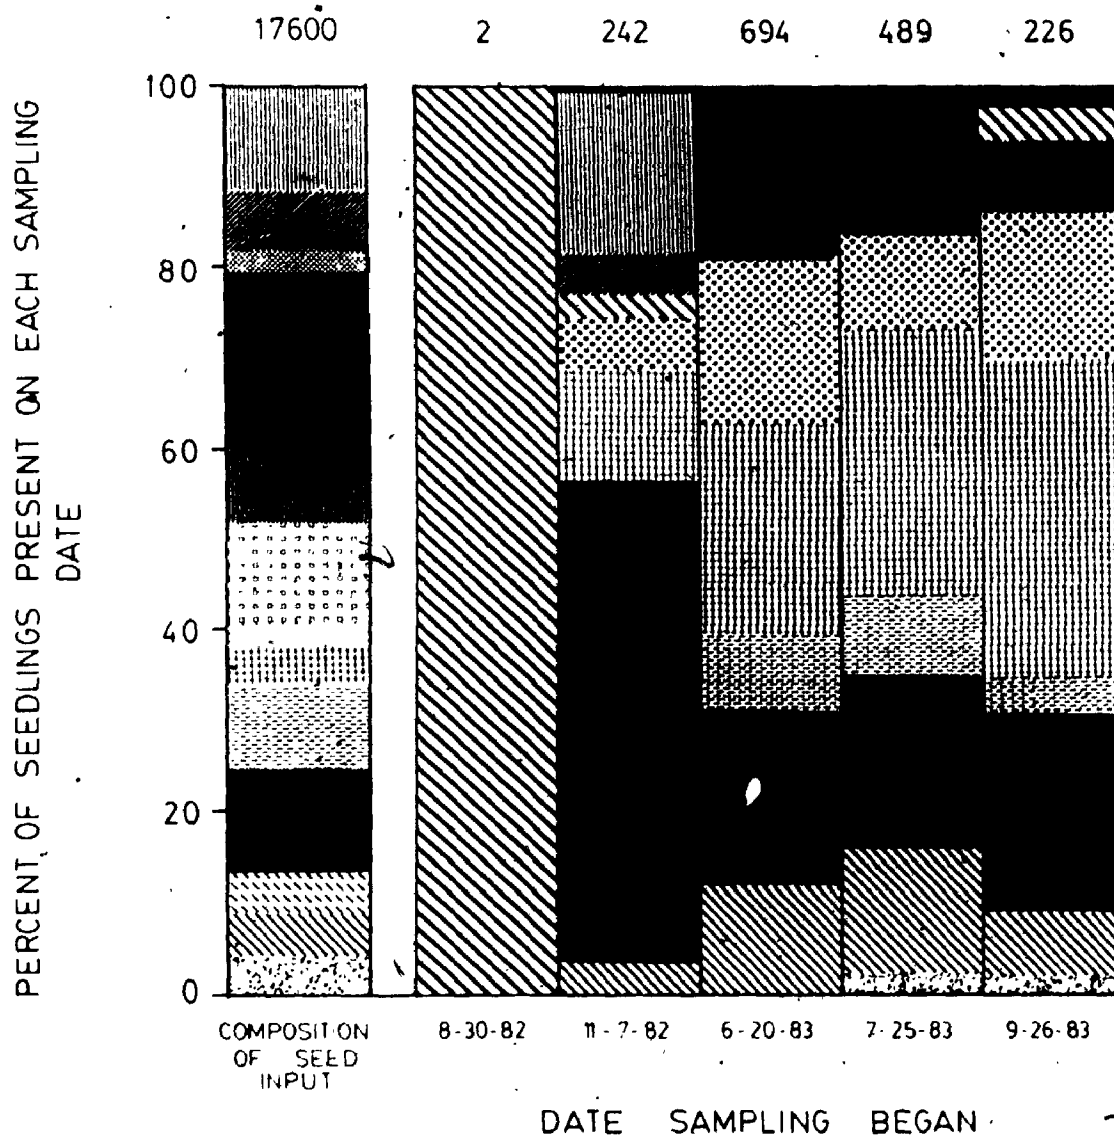 17600 2 242 694 489 226
PERCENT OF SEEDLINGS PRESENT ON EACH SAMPLING
DATE
100
80
60
40
20
0
COMPOSITION
OF SEED
INPUT
8-30-82 11-7-82 6-20-83 7-25-83 9-26-83
DATE SAMPLING BEGAN